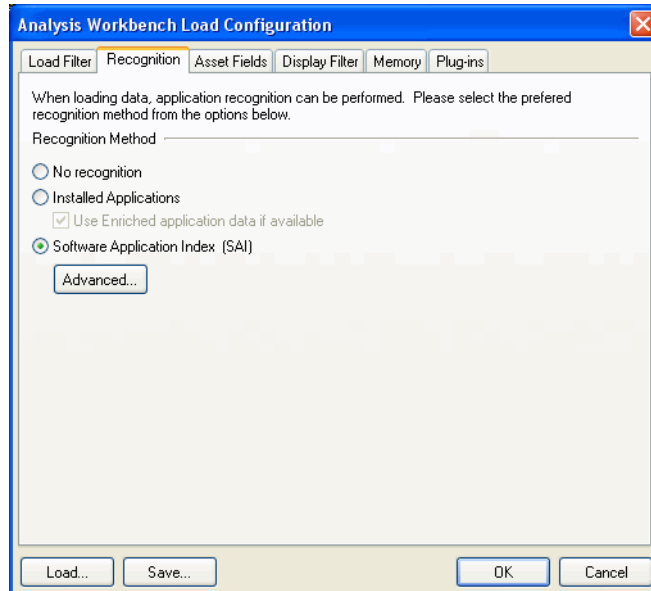 Analysis Workbench Load Configuration
Load Filter Recognition Asset Fields Display Filter Memory Plug-ins
When loading data, application recognition can be performed. Please select the prefered
recognition method from the options below.
Recognition Method
No recognition
Installed Applications
Use Enriched application data if available
Software Application Index (SAI)
Advanced...
Load... Save... OK Cancel